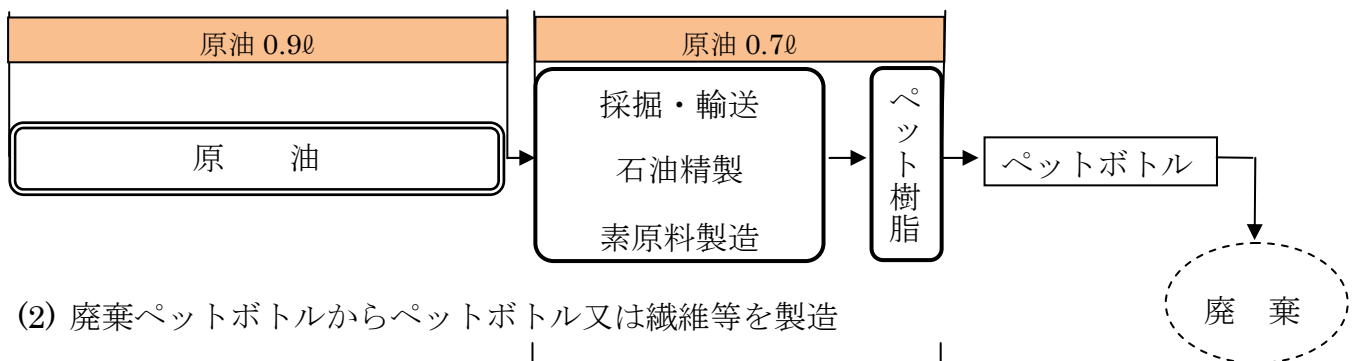 原油 0.9ℓ
原油 0.7ℓ
原 油
採掘・輸送
石油精製
素原料製造
ペット樹脂
ペットボトル
廃 棄
(2) 廃棄ペットボトルからペットボトル又は繊維等を製造